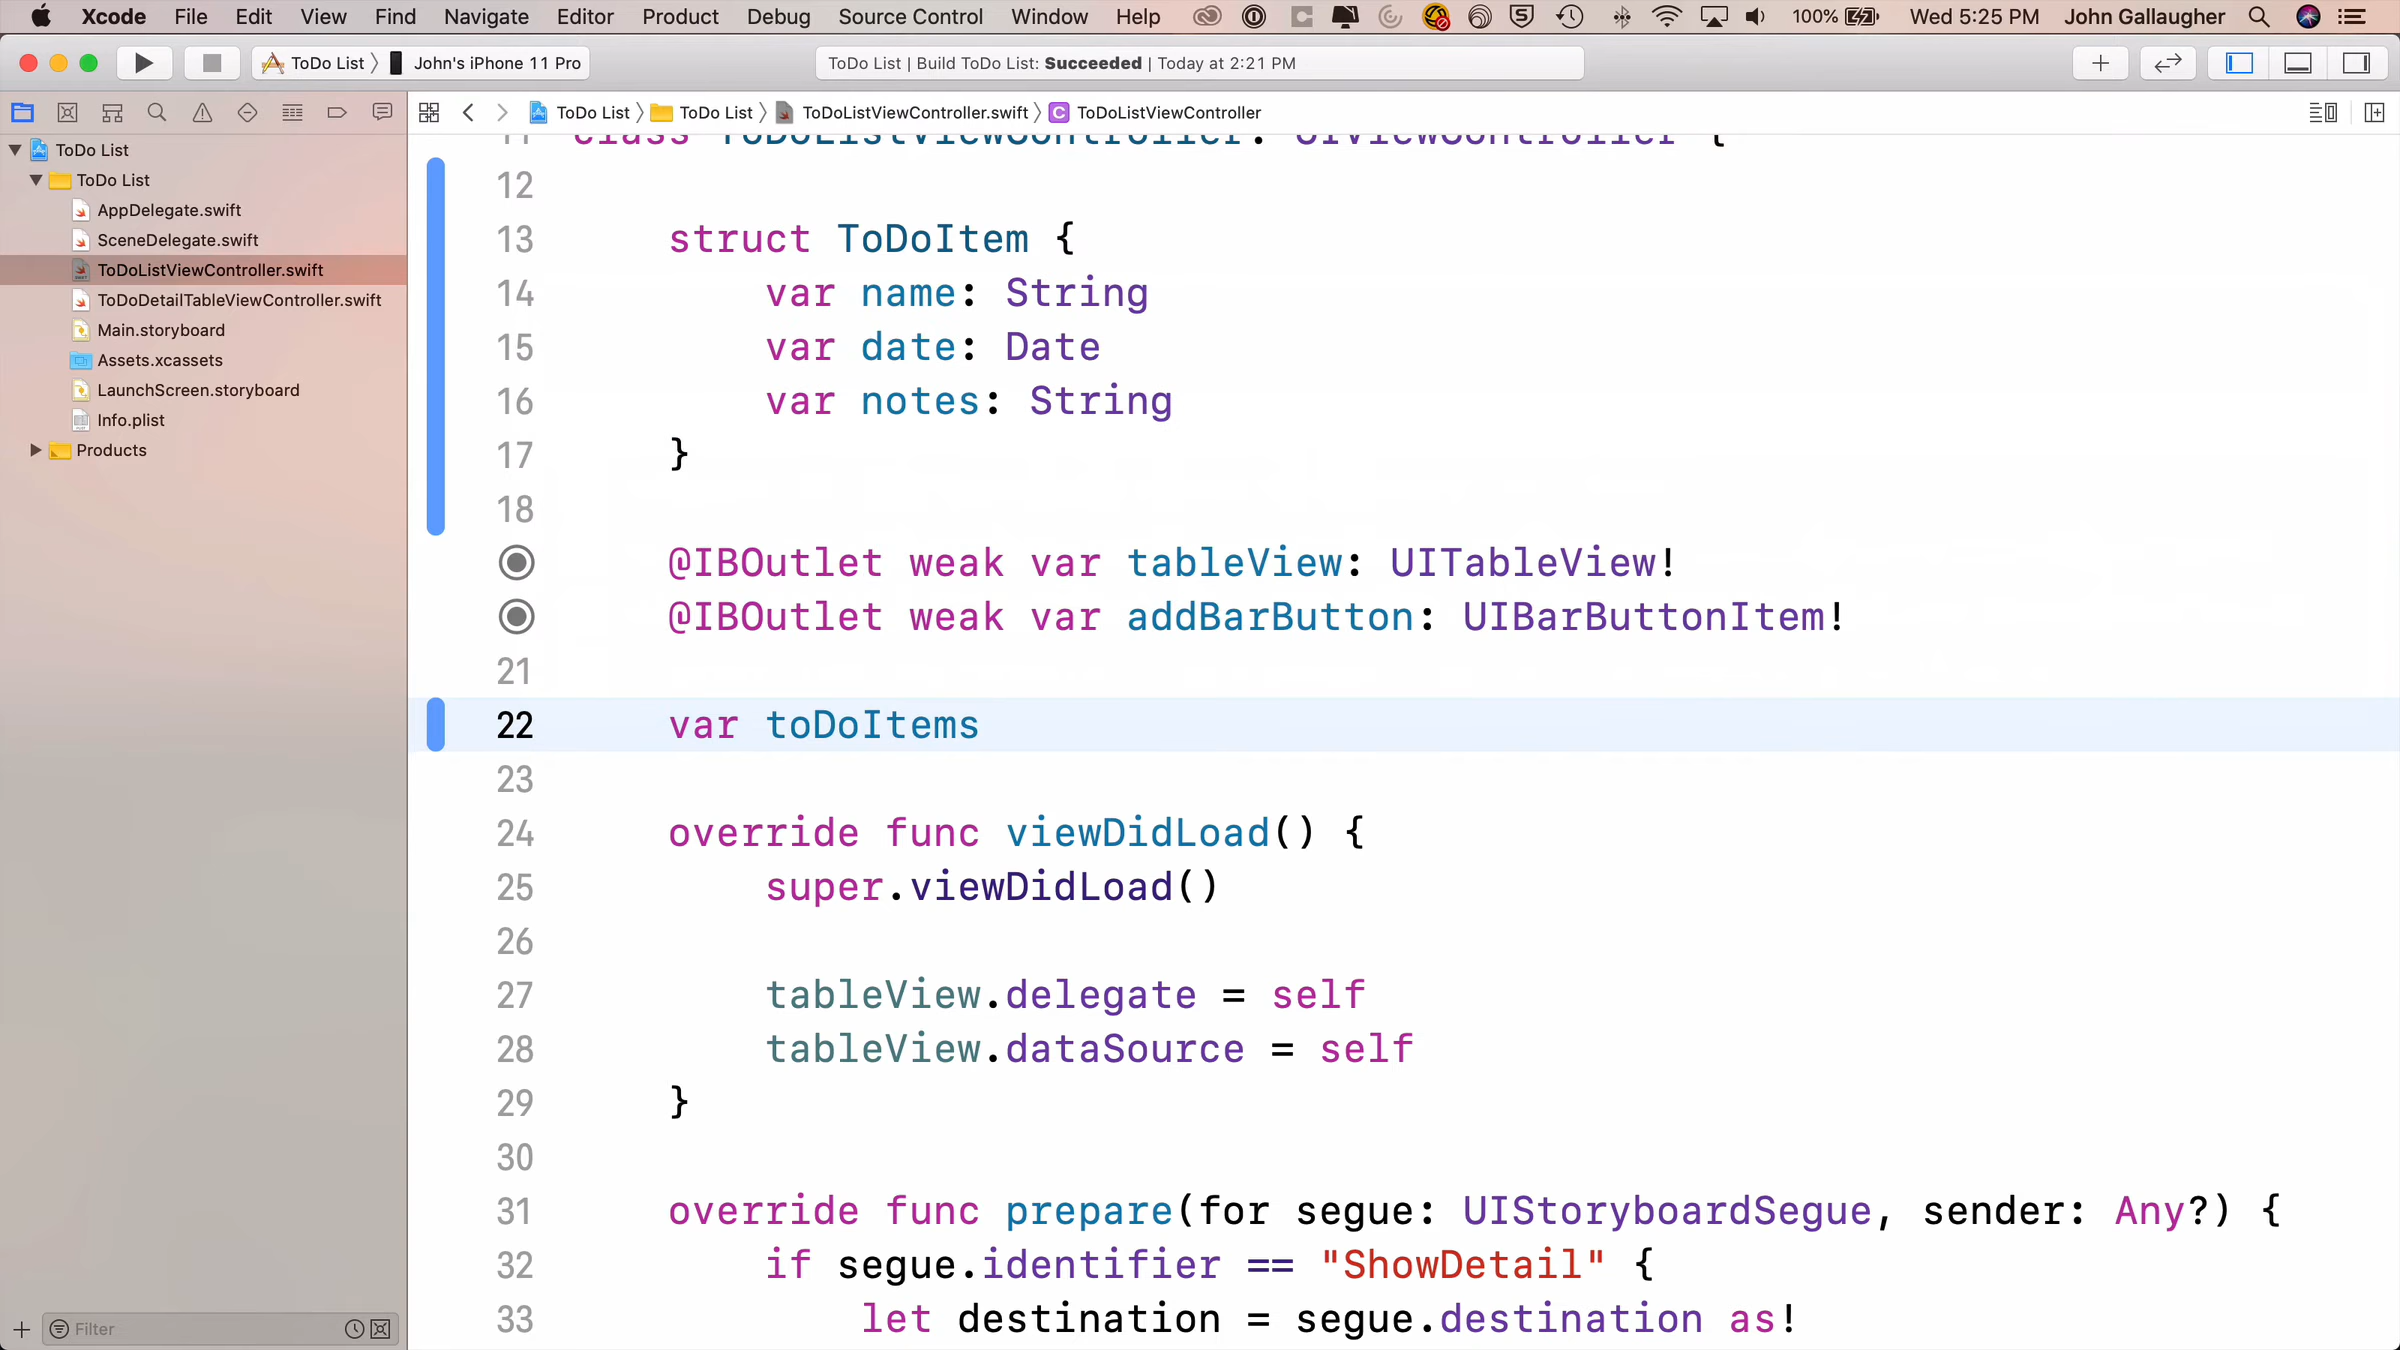 Xcode File Edit View Find Navigate Editor Product Debug Source Control Window Help 100% Wed 5:25 PM John Gallaugher
ToDo List John's iPhone 11 Pro ToDo List | Build ToDo List: Succeeded | Today at 2:21 PM
ToDo List ToDo List ToDoListViewController.swift C ToDoListViewController
ToDo List
ToDo List
AppDelegate.swift
SceneDelegate.swift
ToDoListViewController.swift
ToDoDetailTableViewController.swift
Main.storyboard
Assets.xcassets
LaunchScreen.storyboard
Info.plist
Products
Filter
11 class ToDoListViewController: UIViewController {
12
13 struct ToDoItem {
14 var name: String
15 var date: Date
16 var notes: String
17 }
18
@IBOutlet weak var tableView: UITableView!
@IBOutlet weak var addBarButton: UIBarButtonItem!
21
22 var toDoItems
23
24 override func viewDidLoad() {
25 super.viewDidLoad()
26
27 tableView.delegate = self
28 tableView.dataSource = self
29 }
30
31 override func prepare(for segue: UIStoryboardSegue, sender: Any?) {
32 if segue.identifier == "ShowDetail" {
33 let destination = segue.destination as!